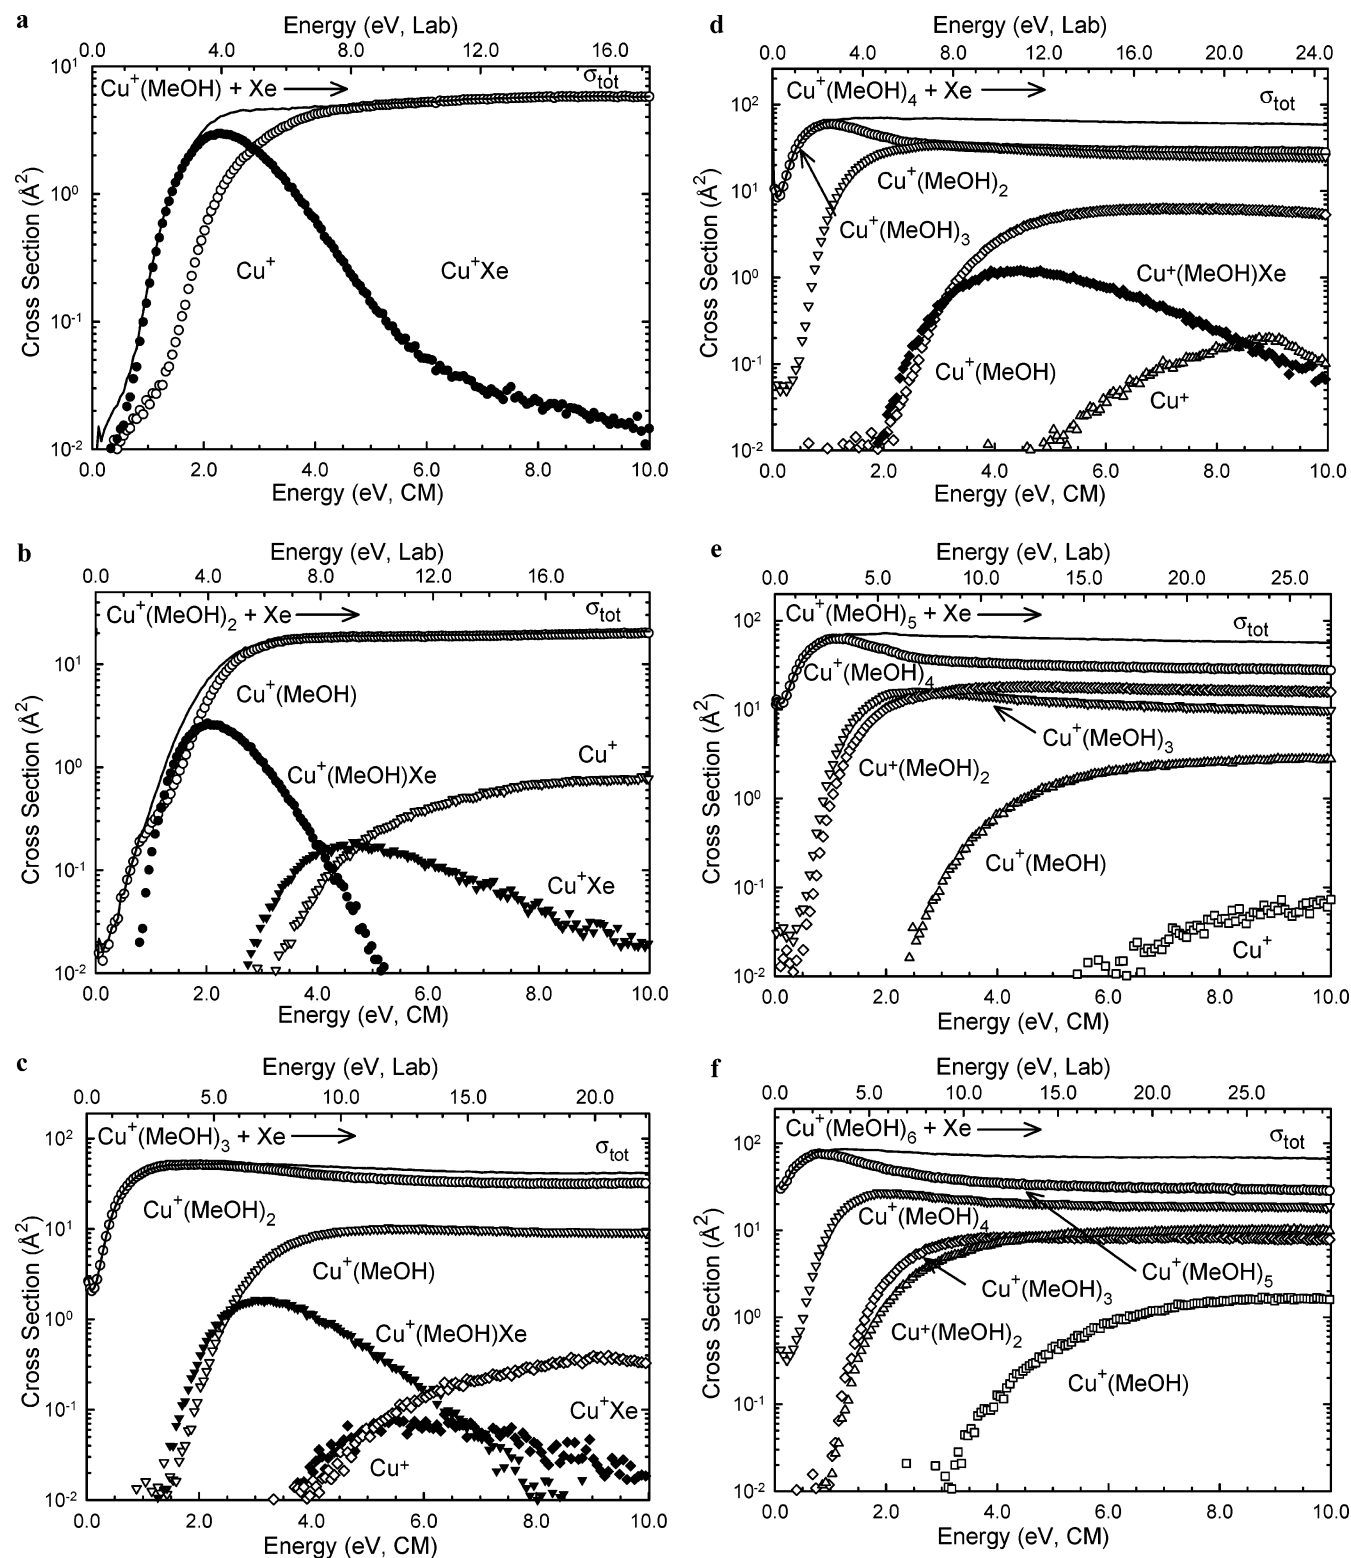 a
Energy (eV, Lab)
0.0 4.0 8.0 12.0 16.0
Cu⁺(MeOH) + Xe ⟶ σtot
10¹
10⁰
10⁻¹
10⁻²
Cross Section (Å²)
Cu⁺ Cu⁺Xe
0.0 2.0 4.0 6.0 8.0 10.0
Energy (eV, CM)
b
Energy (eV, Lab)
0.0 4.0 8.0 12.0 16.0
Cu⁺(MeOH)₂ + Xe ⟶ σtot
10¹
10⁰
10⁻¹
10⁻²
Cross Section (Å²)
Cu⁺(MeOH)
Cu⁺
Cu⁺(MeOH)Xe
Cu⁺Xe
0.0 2.0 4.0 6.0 8.0 10.0
Energy (eV, CM)
c
Energy (eV, Lab)
0.0 5.0 10.0 15.0 20.0
Cu⁺(MeOH)₃ + Xe ⟶ σtot
10²
10¹
10⁰
10⁻¹
10⁻²
Cross Section (Å²)
Cu⁺(MeOH)₂
Cu⁺(MeOH)
Cu⁺(MeOH)Xe
Cu⁺Xe
Cu⁺
0.0 2.0 4.0 6.0 8.0 10.0
Energy (eV, CM)
d
Energy (eV, Lab)
0.0 4.0 8.0 12.0 16.0 20.0 24.0
Cu⁺(MeOH)₄ + Xe ⟶ σtot
10²
10¹
10⁰
10⁻¹
10⁻²
Cross Section (Å²)
Cu⁺(MeOH)₂
Cu⁺(MeOH)₃
Cu⁺(MeOH)Xe
Cu⁺(MeOH)
Cu⁺
0.0 2.0 4.0 6.0 8.0 10.0
Energy (eV, CM)
e
Energy (eV, Lab)
0.0 5.0 10.0 15.0 20.0 25.0
Cu⁺(MeOH)₅ + Xe ⟶ σtot
10²
10¹
10⁰
10⁻¹
10⁻²
Cross Section (Å²)
Cu⁺(MeOH)₄
Cu⁺(MeOH)₃
Cu⁺(MeOH)₂
Cu⁺(MeOH)
Cu⁺
0.0 2.0 4.0 6.0 8.0 10.0
Energy (eV, CM)
f
Energy (eV, Lab)
0.0 5.0 10.0 15.0 20.0 25.0
Cu⁺(MeOH)₆ + Xe ⟶ σtot
10²
10¹
10⁰
10⁻¹
10⁻²
Cross Section (Å²)
Cu⁺(MeOH)₄
Cu⁺(MeOH)₅
Cu⁺(MeOH)₃
Cu⁺(MeOH)₂
Cu⁺(MeOH)
0.0 2.0 4.0 6.0 8.0 10.0
Energy (eV, CM)